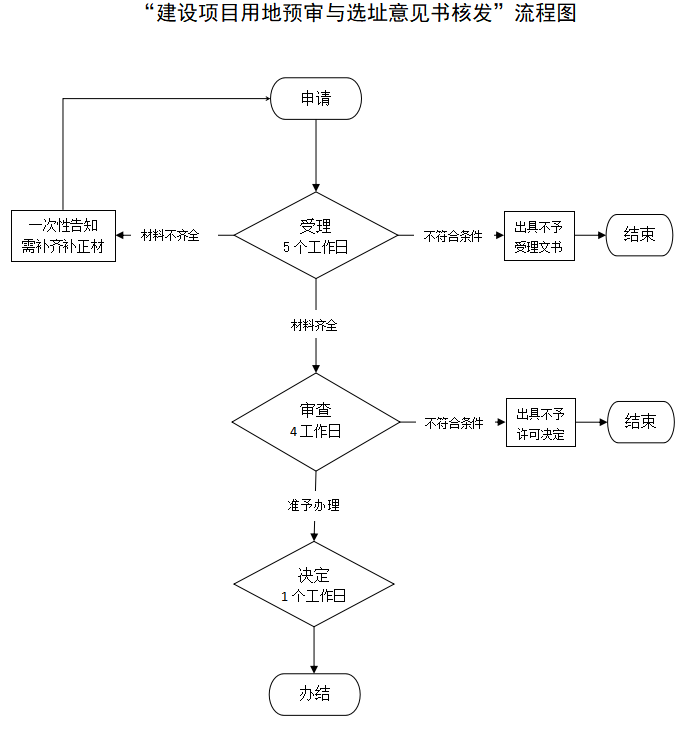 “建设项目用地预审与选址意见书核发”流程图
申请
一次性告知
需补齐补正材
材料不齐全
受理
5个工作日
不符合条件
出具不予
受理文书
结束
材料齐全
审查
4工作日
不符合条件
出具不予
许可决定
结束
准予办理
决定
1个工作日
办结